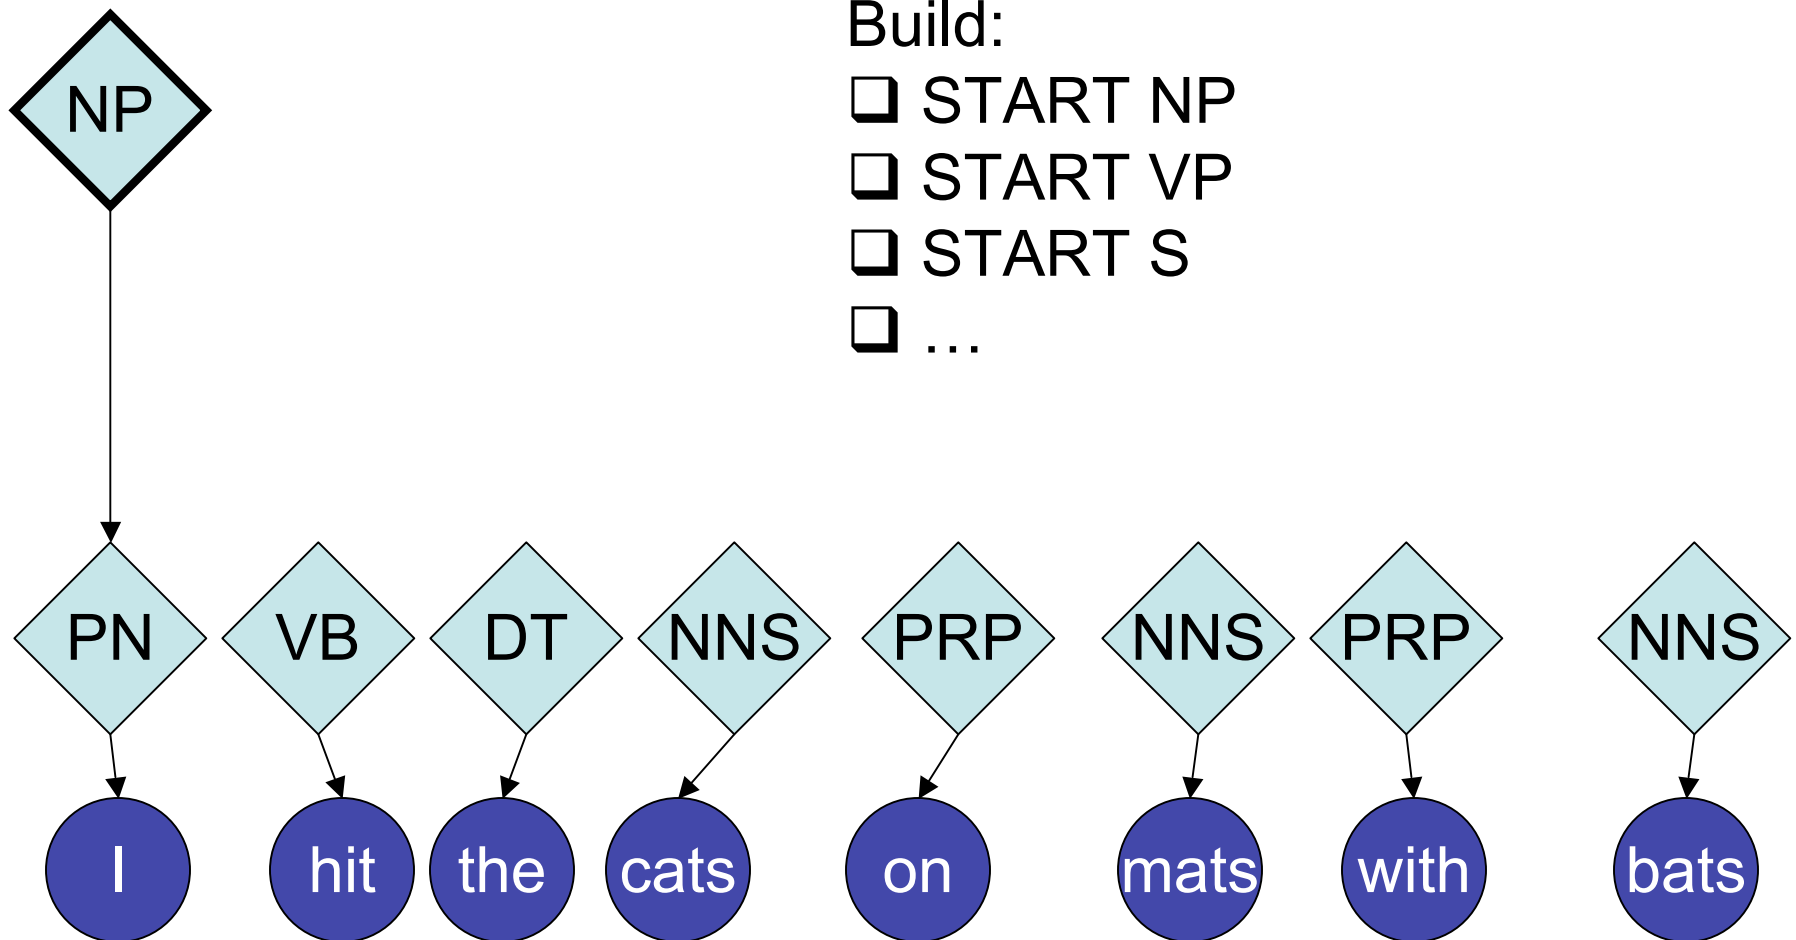 Build:
NP
❑ START NP
❑ START VP
❑ START S
❑ …
PN VB DT NNS PRP NNS PRP NNS
I hit the cats on mats with bats